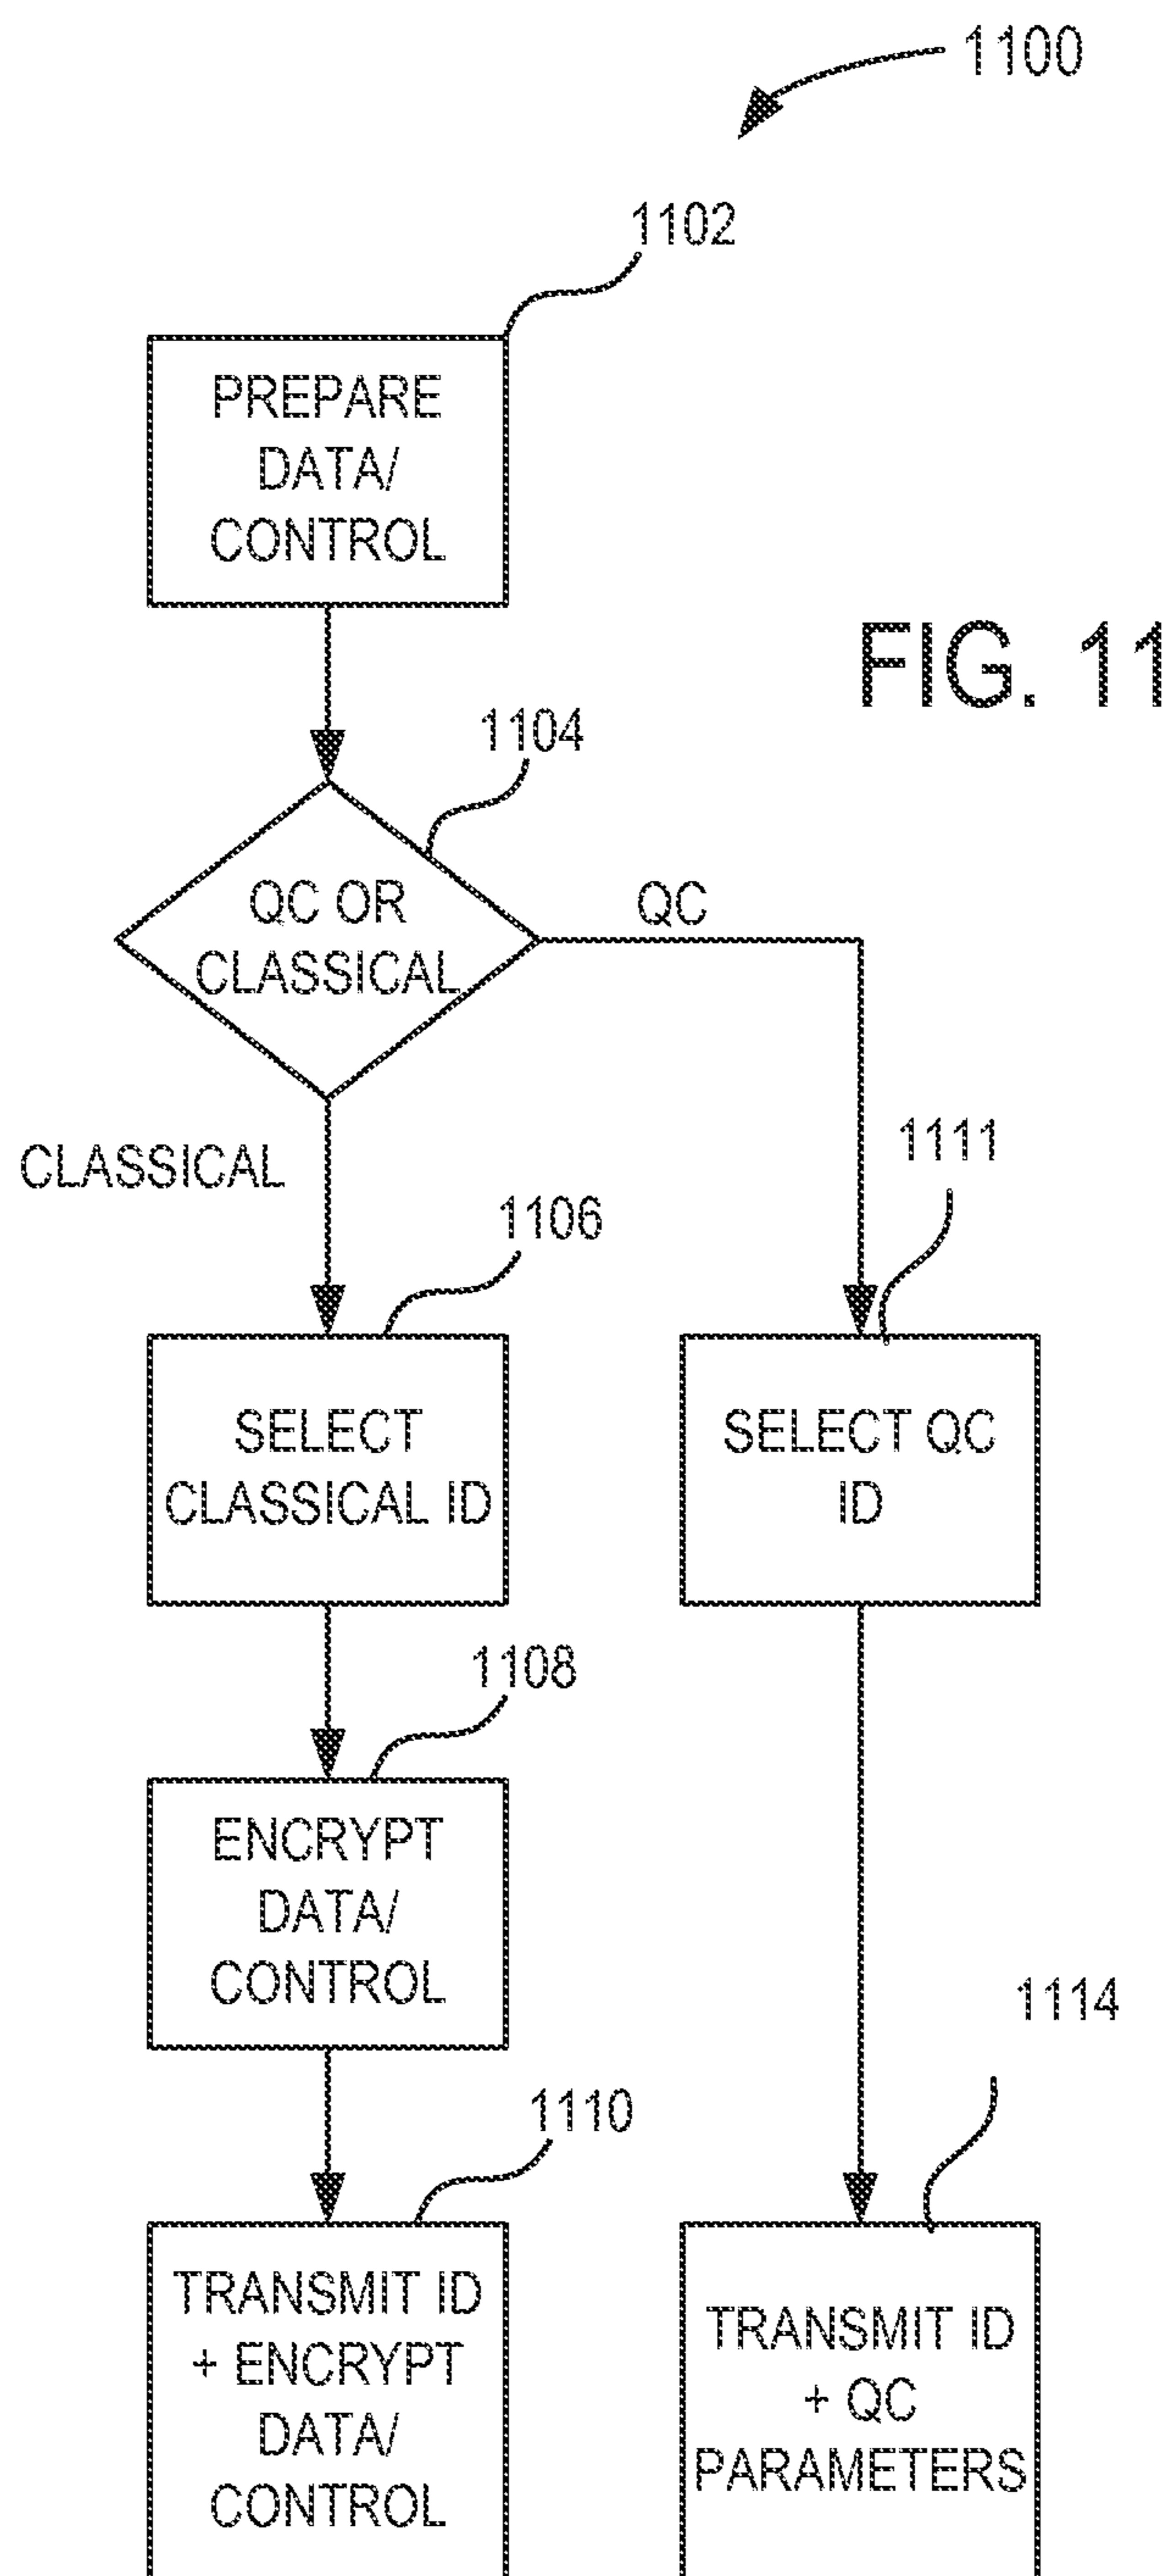 1100
1102
PREPARE
DATA/
CONTROL
FIG. 11
1104
QC OR
CLASSICAL
QC
CLASSICAL
1111
1106
SELECT
CLASSICAL ID
SELECT QC
ID
1108
ENCRYPT
DATA/
CONTROL
1114
1110
TRANSMIT ID
+ ENCRYPT
DATA/
CONTROL
TRANSMIT ID
+ QC
PARAMETERS